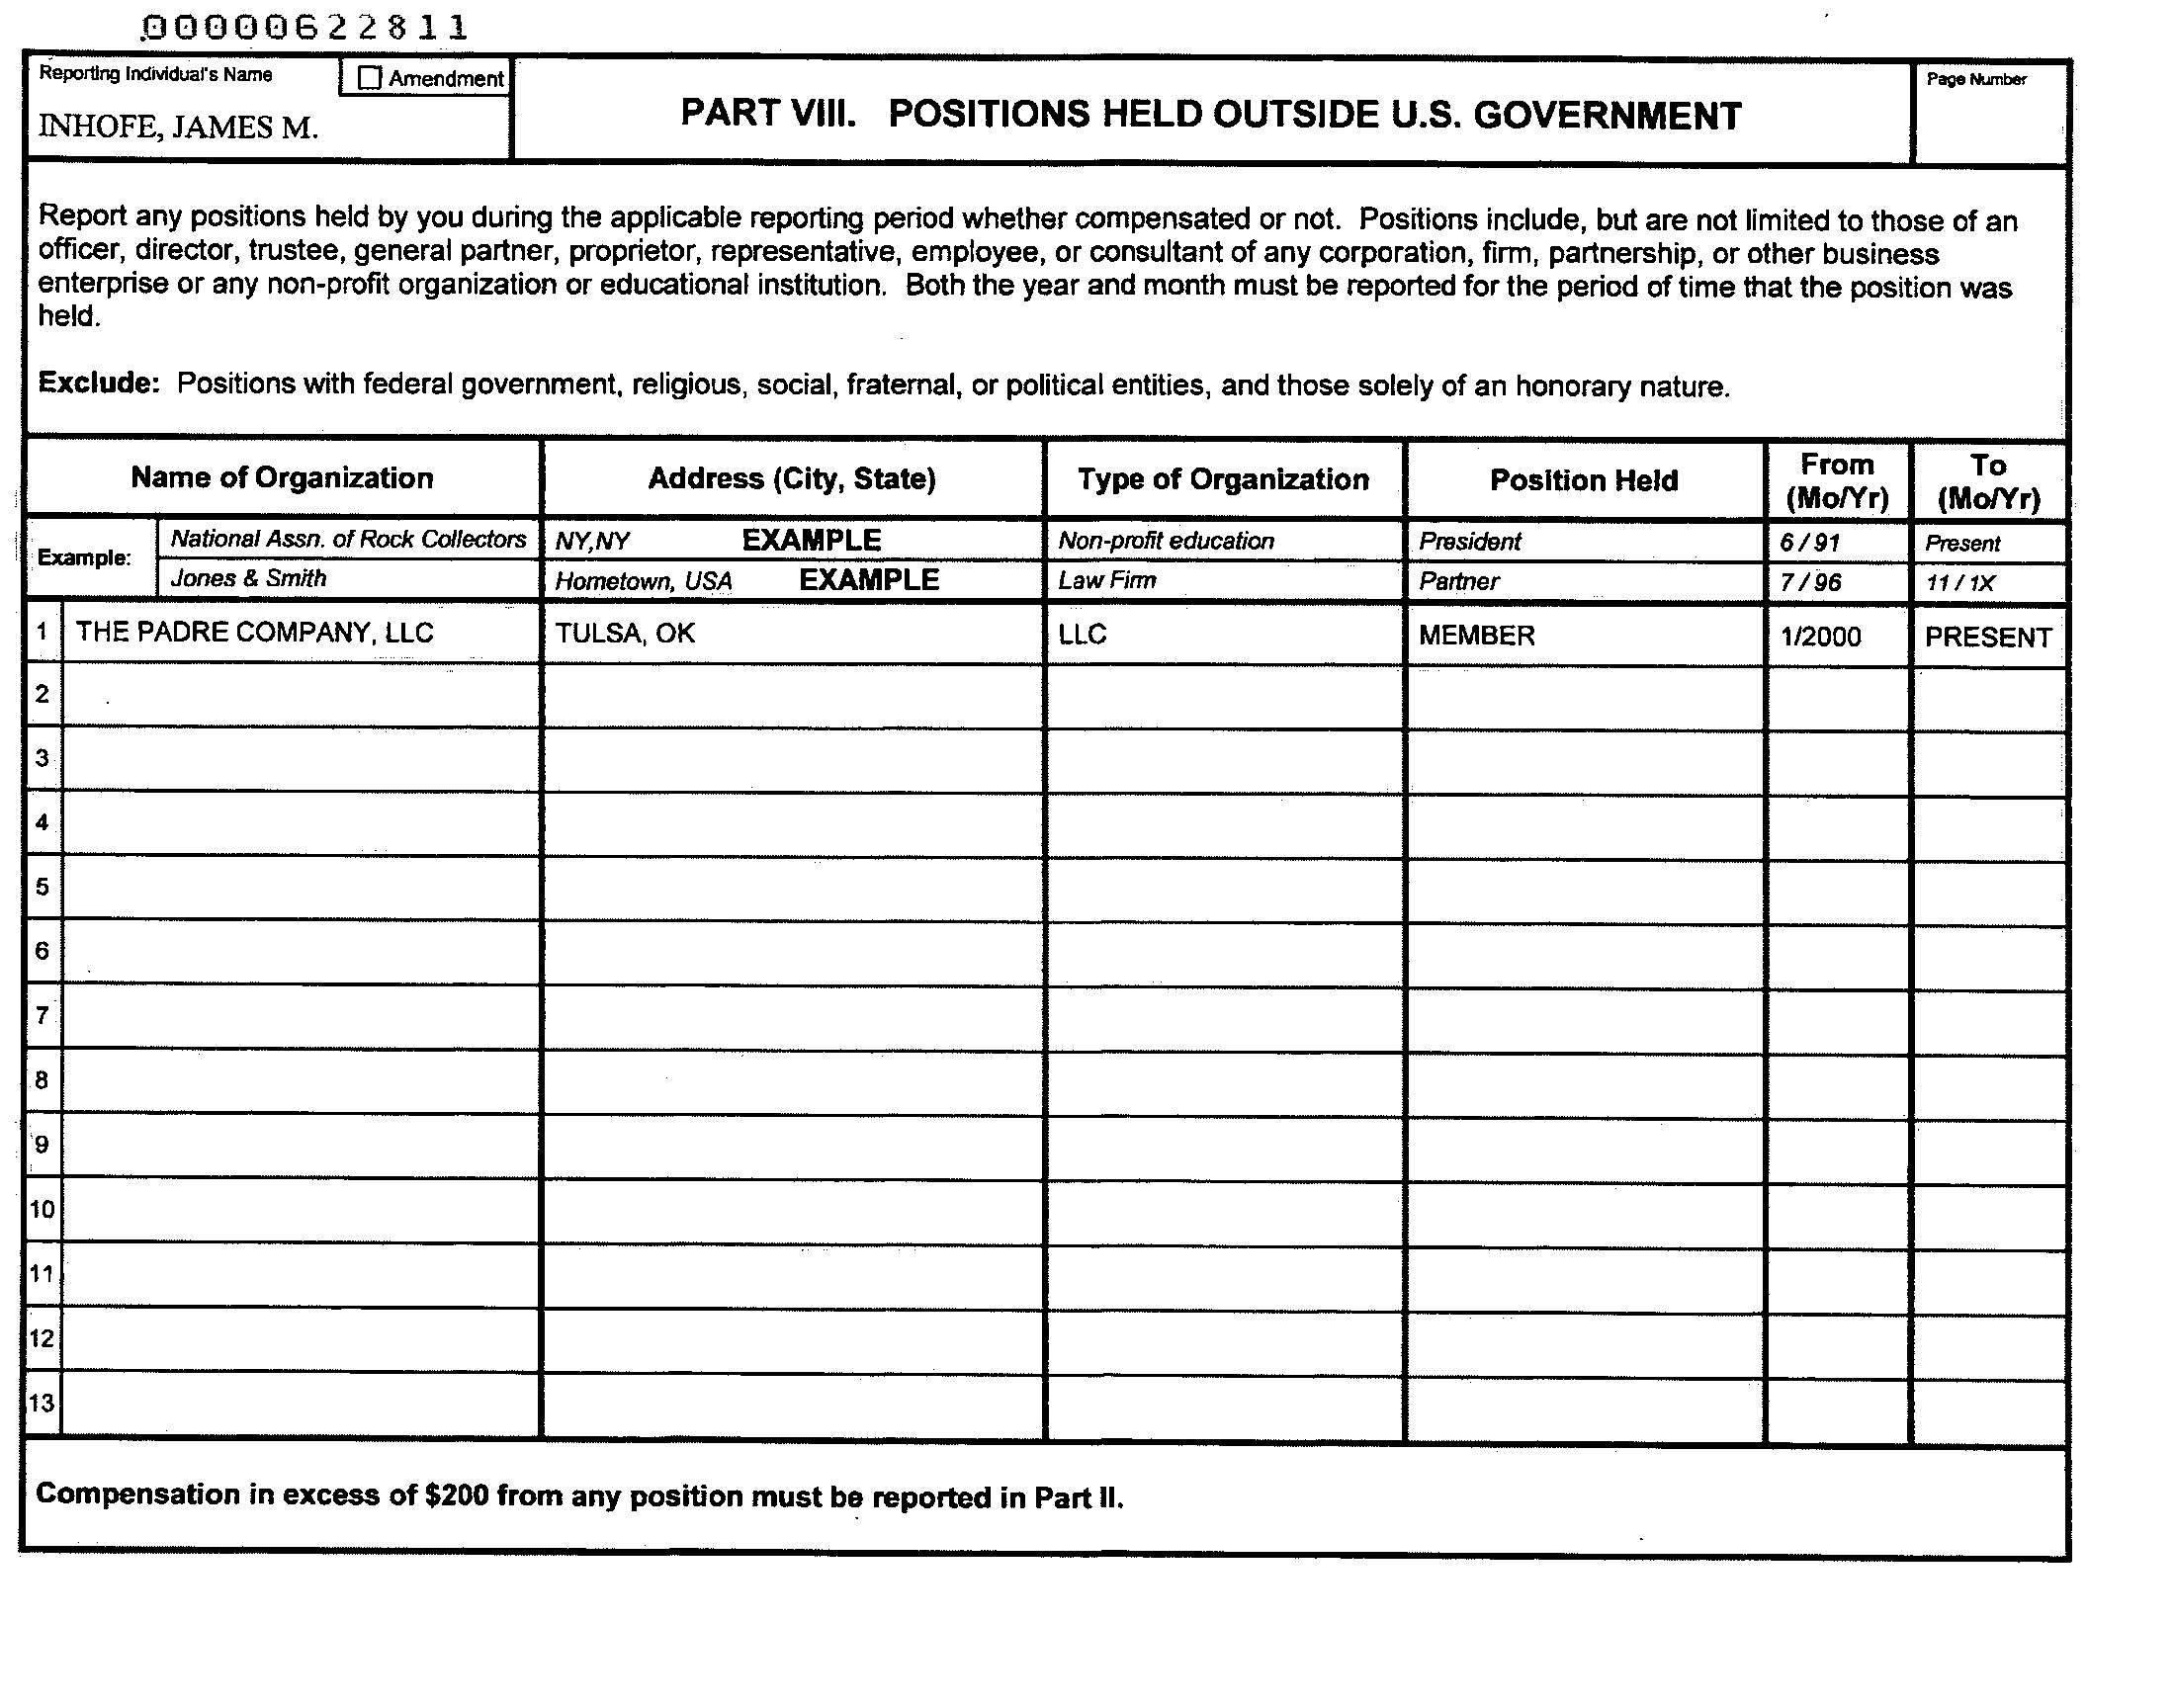 00000622811
Reporting Individual's Name
☐ Amendment
INHOFE, JAMES M.
PART VIII. POSITIONS HELD OUTSIDE U.S. GOVERNMENT
Page Number
Report any positions held by you during the applicable reporting period whether compensated or not. Positions include, but are not limited to those of an
officer, director, trustee, general partner, proprietor, representative, employee, or consultant of any corporation, firm, partnership, or other business
enterprise or any non-profit organization or educational institution. Both the year and month must be reported for the period of time that the position was
held.
Exclude: Positions with federal government, religious, social, fraternal, or political entities, and those solely of an honorary nature.
Name of Organization Address (City, State) Type of Organization Position Held From (Mo/Yr) To (Mo/Yr)
Example: National Assn. of Rock Collectors NY,NY EXAMPLE Non-profit education President 6/91 Present
Jones & Smith Hometown, USA EXAMPLE Law Firm Partner 7/96 11/1X
1 THE PADRE COMPANY, LLC TULSA, OK LLC MEMBER 1/2000 PRESENT
2
3
4
5
6
7
8
9
10
11
12
13
Compensation in excess of $200 from any position must be reported in Part II.